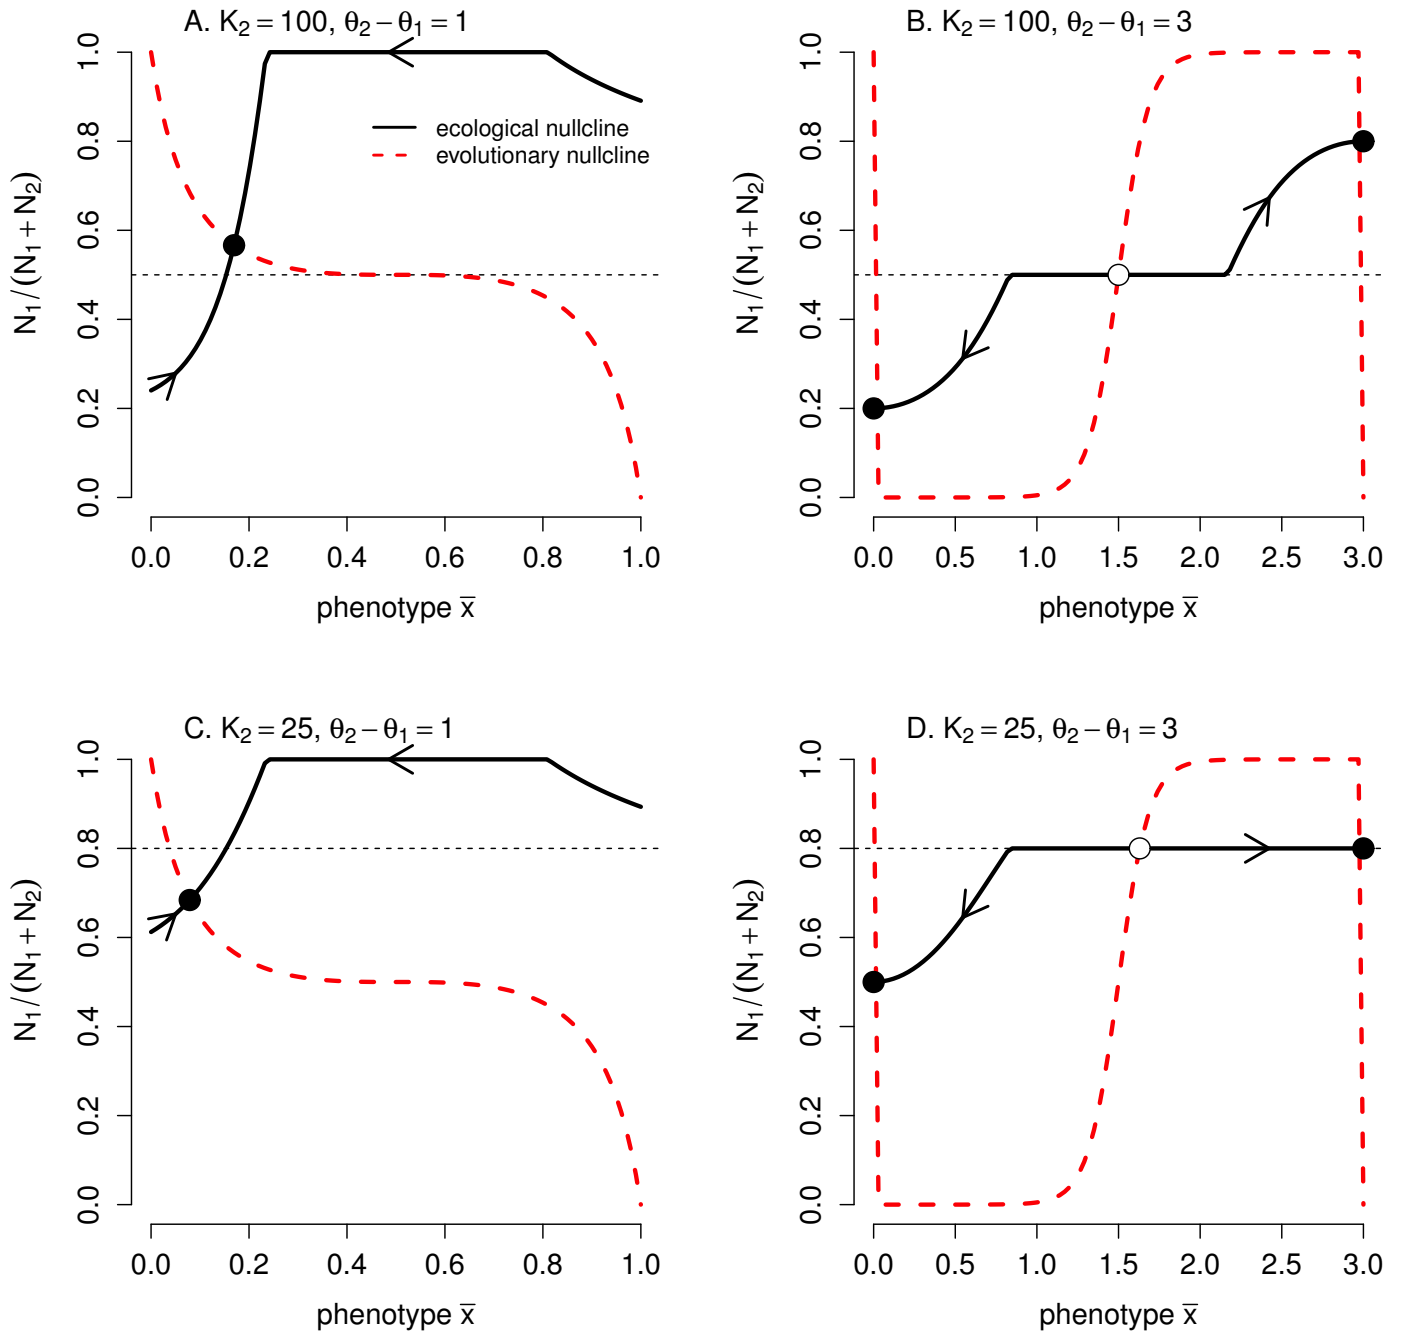 A. K₂ = 100, θ₂ − θ₁ = 1
N₁/(N₁ + N₂)
0.0 0.2 0.4 0.6 0.8 1.0
ecological nullcline
evolutionary nullcline
0.0 0.2 0.4 0.6 0.8 1.0
phenotype x̄
B. K₂ = 100, θ₂ − θ₁ = 3
N₁/(N₁ + N₂)
0.0 0.2 0.4 0.6 0.8 1.0
0.0 0.5 1.0 1.5 2.0 2.5 3.0
phenotype x̄
C. K₂ = 25, θ₂ − θ₁ = 1
N₁/(N₁ + N₂)
0.0 0.2 0.4 0.6 0.8 1.0
0.0 0.2 0.4 0.6 0.8 1.0
phenotype x̄
D. K₂ = 25, θ₂ − θ₁ = 3
N₁/(N₁ + N₂)
0.0 0.2 0.4 0.6 0.8 1.0
0.0 0.5 1.0 1.5 2.0 2.5 3.0
phenotype x̄